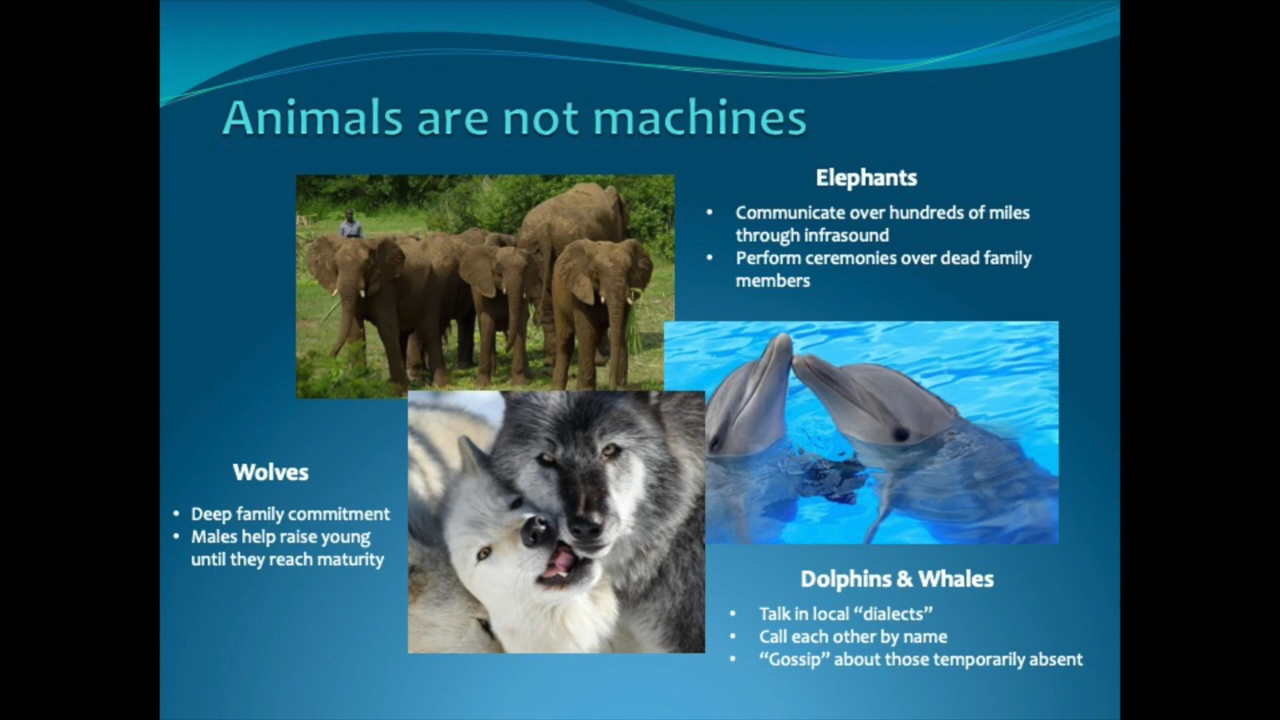 Animals are not machines
Elephants
• Communicate over hundreds of miles
through infrasound
• Perform ceremonies over dead family
members
Wolves
• Deep family commitment
• Males help raise young
until they reach maturity
Dolphins & Whales
• Talk in local “dialects”
• Call each other by name
• “Gossip” about those temporarily absent